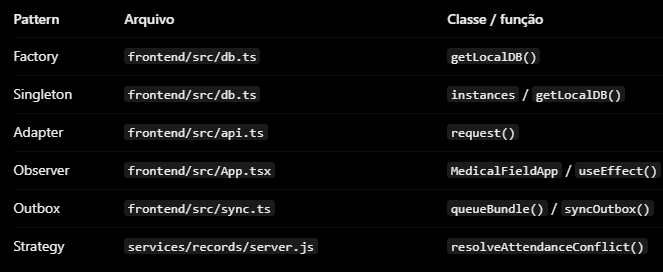 Pattern Arquivo Classe / função
Factory frontend/src/db.ts getLocalDB()
Singleton frontend/src/db.ts instances / getLocalDB()
Adapter frontend/src/api.ts request()
Observer frontend/src/App.tsx MedicalFieldApp / useEffect()
Outbox frontend/src/sync.ts queueBundle() / syncOutbox()
Strategy services/records/server.js resolveAttendanceConflict()